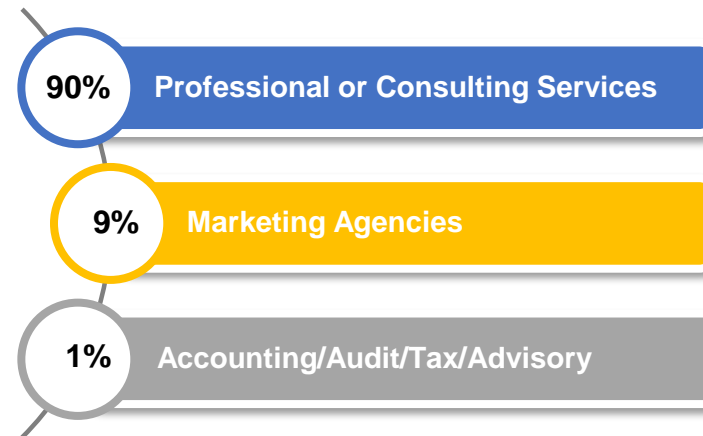 90% Professional or Consulting Services
9% Marketing Agencies
1% Accounting/Audit/Tax/Advisory